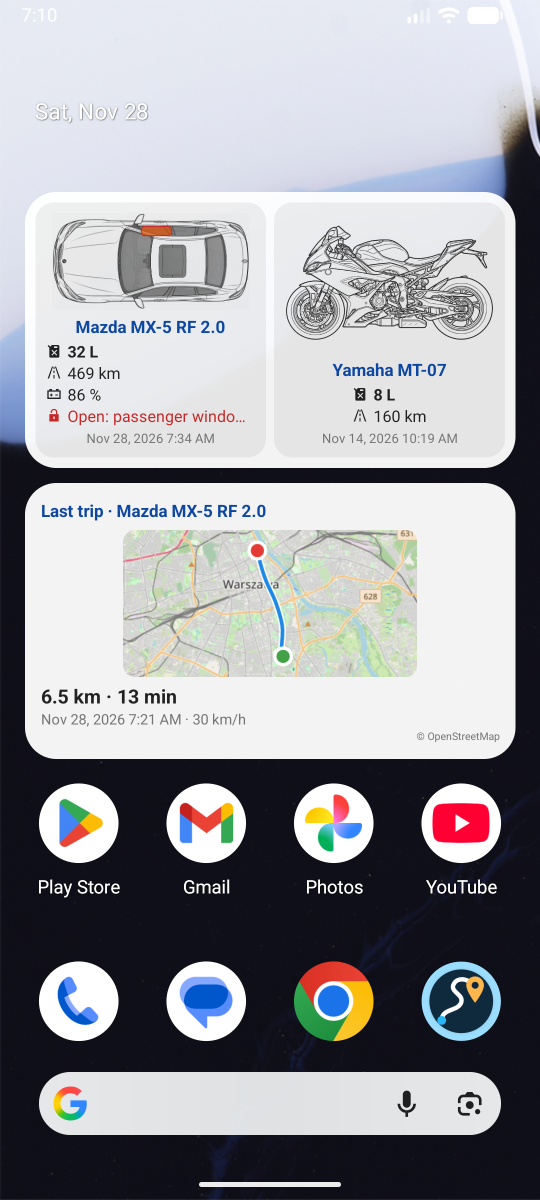 7:10
Sat, Nov 28
Mazda MX-5 RF 2.0
32 L
469 km
86 %
Open: passenger windo...
Nov 28, 2026 7:34 AM
Yamaha MT-07
8 L
160 km
Nov 14, 2026 10:19 AM
Last trip · Mazda MX-5 RF 2.0
631
Warszawa
628
6.5 km · 13 min
Nov 28, 2026 7:21 AM · 30 km/h
© OpenStreetMap
Play Store
Gmail
Photos
YouTube